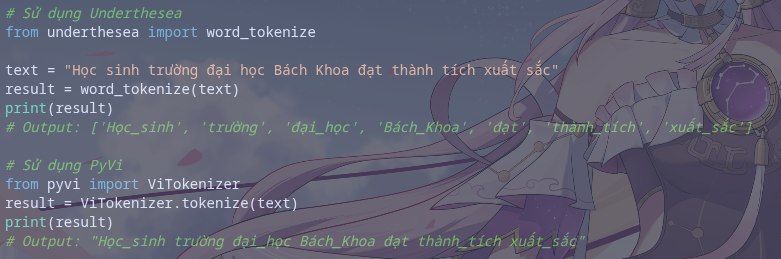 # Sử dụng Underthesea
from underthesea import word_tokenize
text = "Học sinh trường đại học Bách Khoa đạt thành tích xuất sắc"
result = word_tokenize(text)
print(result)
# Output: ['Học_sinh', 'trường', 'đại_học', 'Bách_Khoa', 'đạt', 'thành_tích', 'xuất_sắc']
# Sử dụng PyVi
from pyvi import ViTokenizer
result = ViTokenizer.tokenize(text)
print(result)
# Output: "Học_sinh trường đại_học Bách_Khoa đạt thành_tích xuất_sắc"